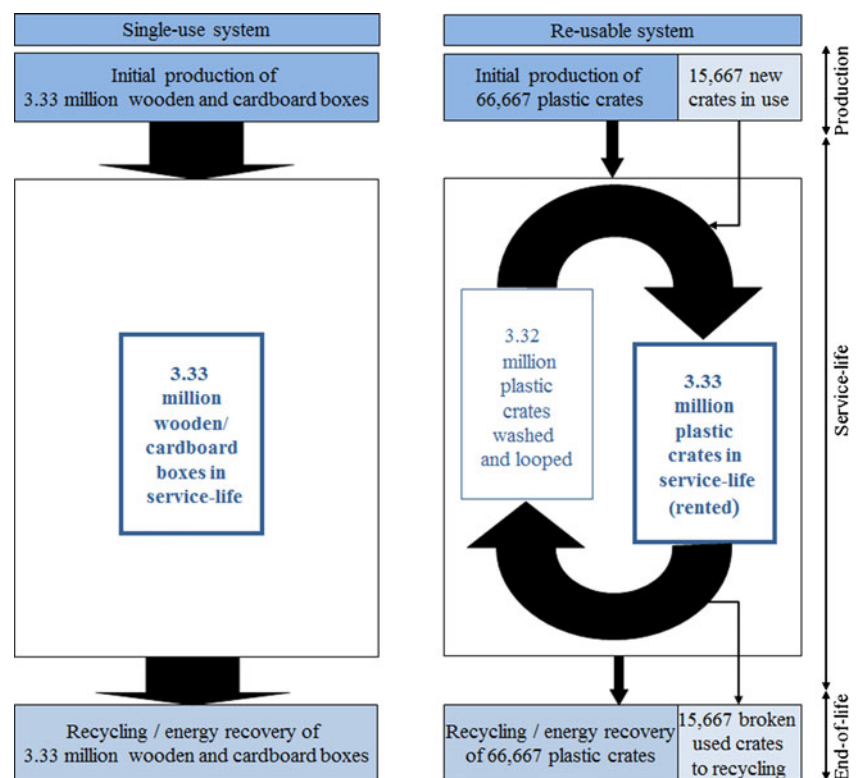 Single-use system
Initial production of
3.33 million wooden and cardboard boxes
3.33
million
wooden/
cardboard
boxes in
service-life
Recycling / energy recovery of
3.33 million wooden and cardboard boxes
Re-usable system
Initial production of
66,667 plastic crates
15,667 new
crates in use
3.32
million
plastic
crates
washed
and looped
3.33
million
plastic
crates in
service-life
(rented)
Recycling / energy recovery
of 66,667 plastic crates
15,667 broken
used crates
to recycling
Production
Service-life
End-of-life